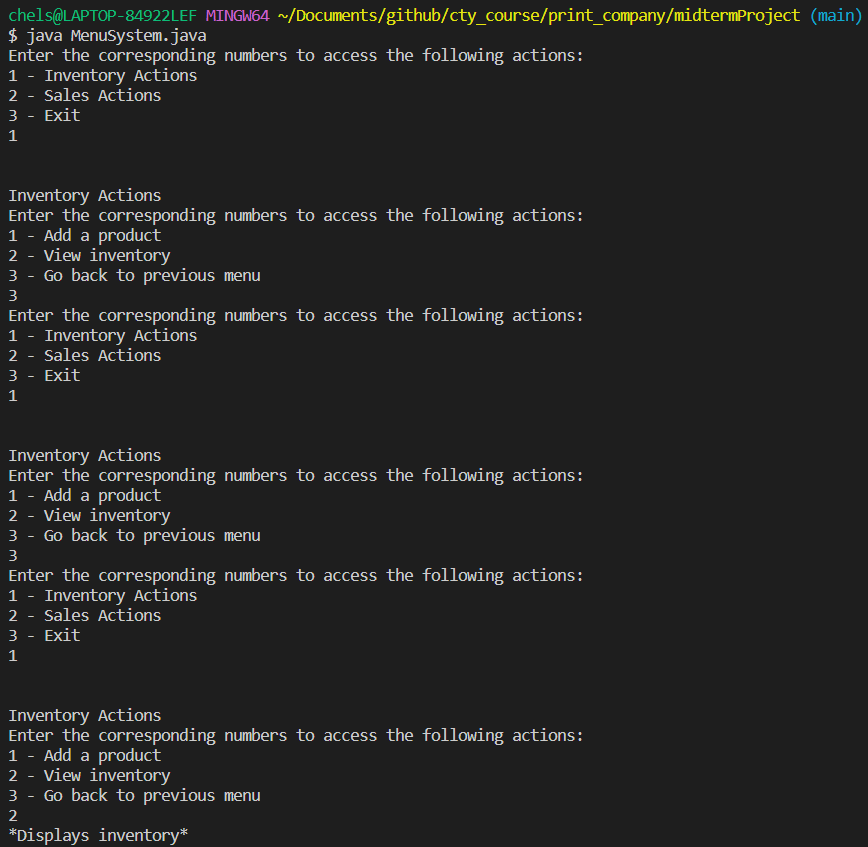 chels@LAPTOP-84922LEF MINGW64 ~/Documents/github/cty_course/print_company/midtermProject (main)
$ java MenuSystem.java
Enter the corresponding numbers to access the following actions:
1 - Inventory Actions
2 - Sales Actions
3 - Exit
1
Inventory Actions
Enter the corresponding numbers to access the following actions:
1 - Add a product
2 - View inventory
3 - Go back to previous menu
3
Enter the corresponding numbers to access the following actions:
1 - Inventory Actions
2 - Sales Actions
3 - Exit
1
Inventory Actions
Enter the corresponding numbers to access the following actions:
1 - Add a product
2 - View inventory
3 - Go back to previous menu
3
Enter the corresponding numbers to access the following actions:
1 - Inventory Actions
2 - Sales Actions
3 - Exit
1
Inventory Actions
Enter the corresponding numbers to access the following actions:
1 - Add a product
2 - View inventory
3 - Go back to previous menu
2
*Displays inventory*